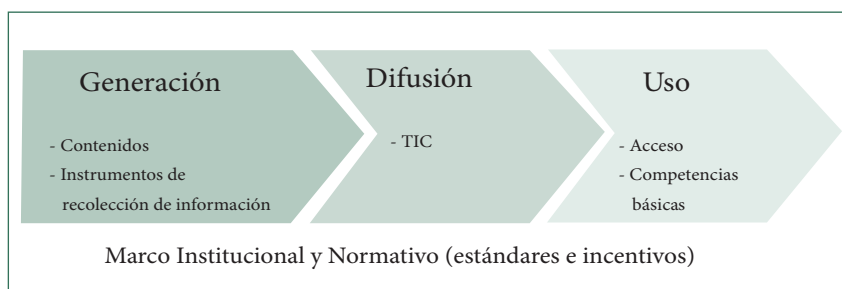 Generación
- Contenidos
- Instrumentos de
recolección de información
Difusión
- TIC
Uso
- Acceso
- Competencias
básicas
Marco Institucional y Normativo (estándares e incentivos)